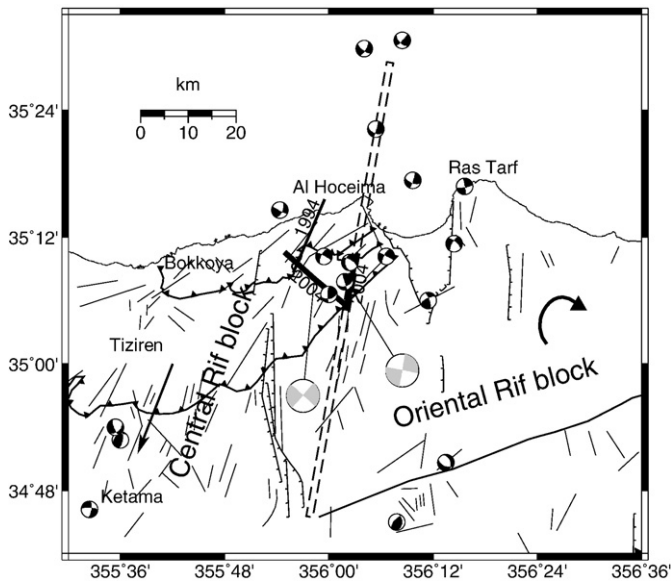 km
0 10 20
35˚24'
35˚12'
35˚00'
34˚48'
Al Hoceima
Ras Tarf
1994
2004
2004
Bokkoya
Tiziren
Central Rif block
Oriental Rif block
Ketama
355˚36' 355˚48' 356˚00' 356˚12' 356˚24' 356˚36'